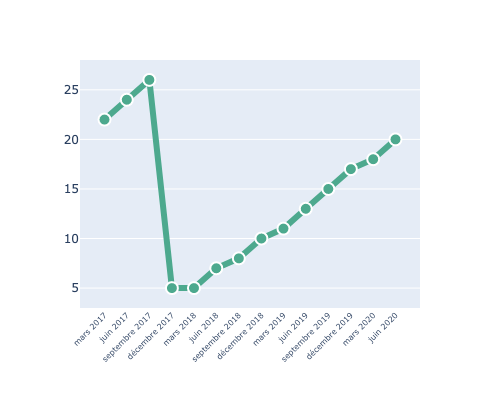 25
20
15
10
5
mars 2017
juin 2017
septembre 2017
décembre 2017
mars 2018
juin 2018
septembre 2018
décembre 2018
mars 2019
juin 2019
septembre 2019
décembre 2019
mars 2020
juin 2020